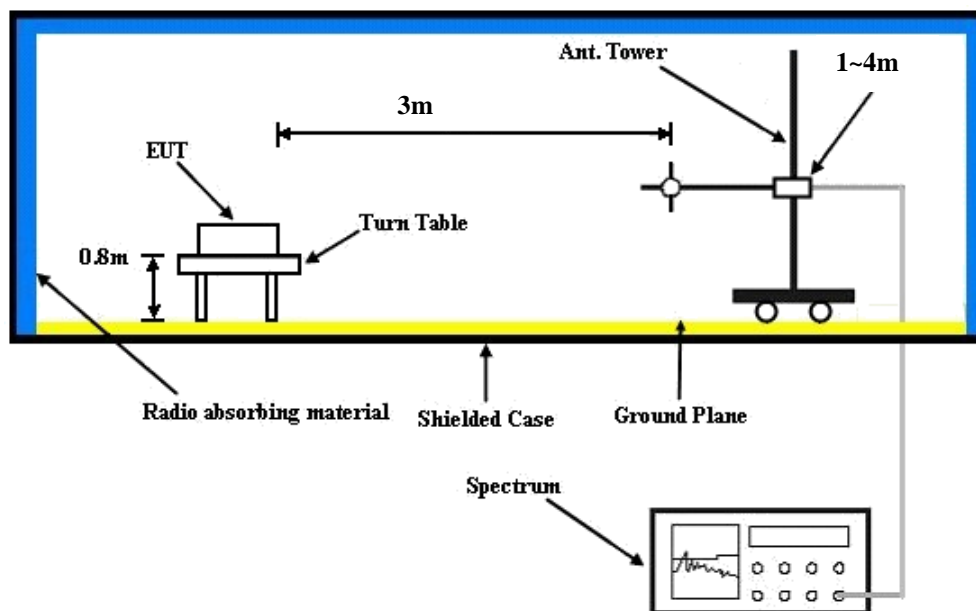 Ant. Tower
1~4m
3m
EUT
Turn Table
0.8m
Radio absorbing material
Shielded Case
Ground Plane
Spectrum